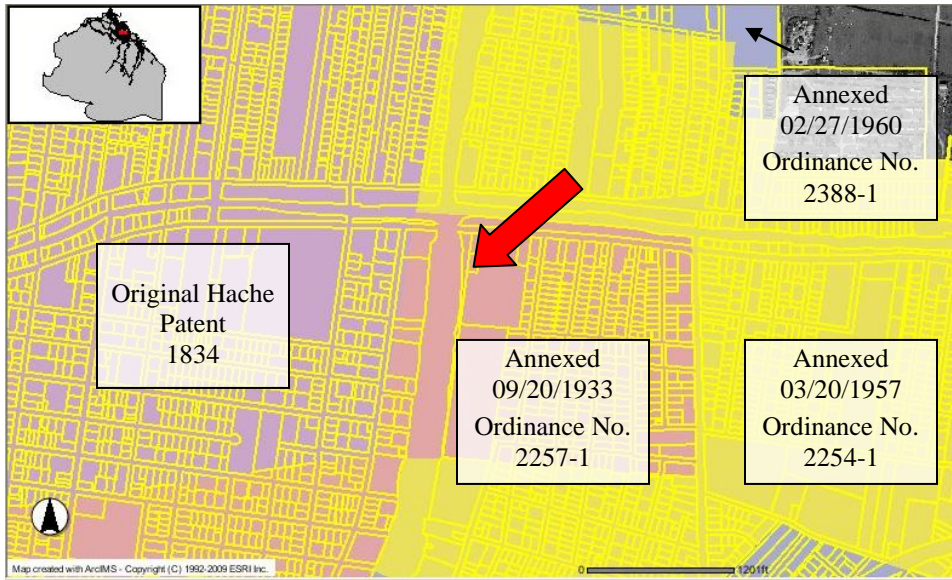 Annexed
02/27/1960
Ordinance No.
2388-1
Original Hache
Patent
1834
Annexed
09/20/1933
Ordinance No.
2257-1
Annexed
03/20/1957
Ordinance No.
2254-1
Map created with ArcIMS - Copyright (C) 1992-2009 ESRI Inc.
0 1201ft